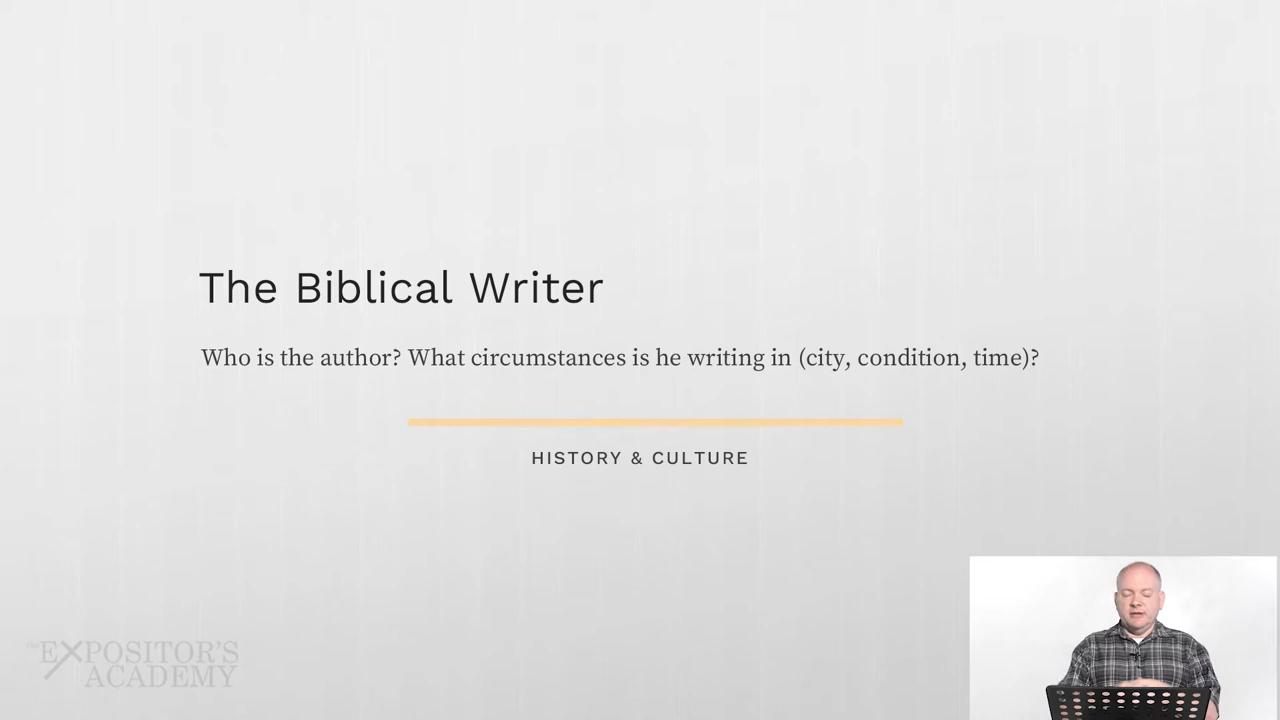 The Biblical Writer
Who is the author? What circumstances is he writing in (city, condition, time)?
HISTORY & CULTURE
the EXPOSITOR'S
ACADEMY